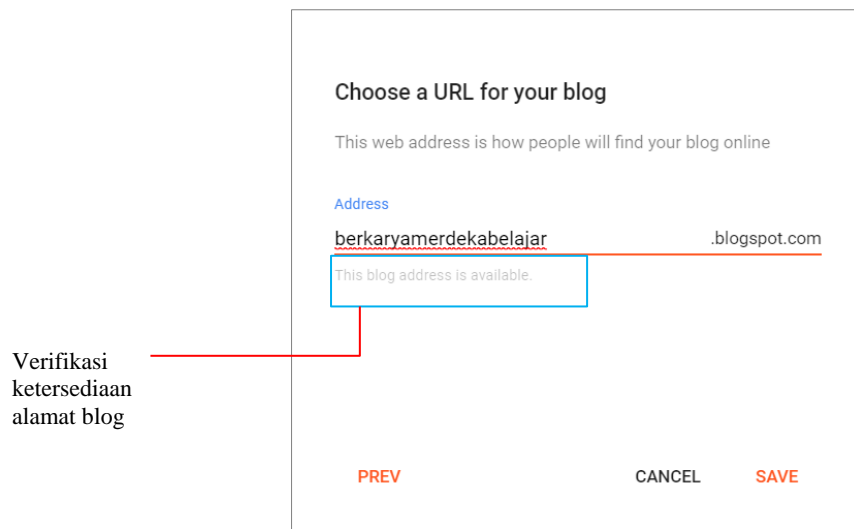 Choose a URL for your blog
This web address is how people will find your blog online
Address
berkaryamerdekabelajar .blogspot.com
This blog address is available.
Verifikasi
ketersediaan
alamat blog
PREV CANCEL SAVE